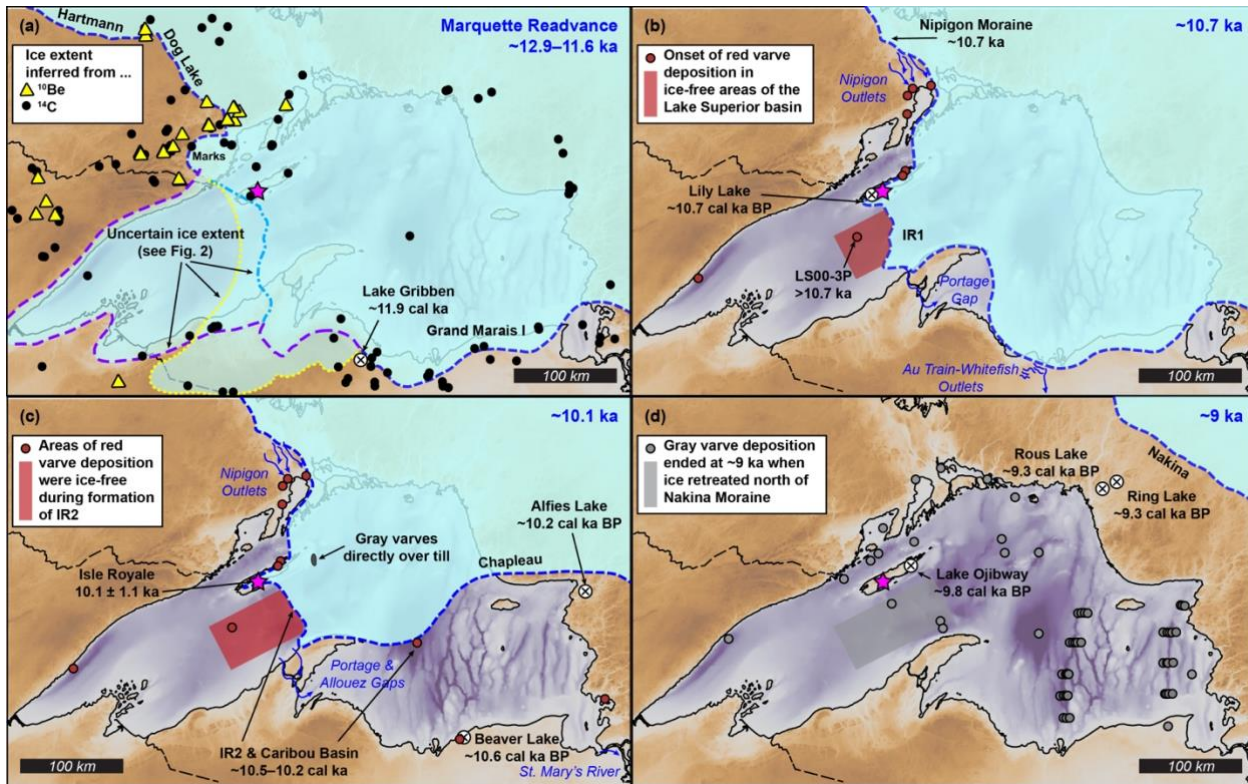 (a)
Hartmann
Dog Lake
Marquette Readvance
~12.9–11.6 ka
Ice extent
inferred from ...
¹⁰Be
¹⁴C
Marks
Uncertain ice extent
(see Fig. 2)
Lake Gribben
~11.9 cal ka
Grand Marais I
100 km
(b)
~10.7 ka
Nipigon Moraine
~10.7 ka
Onset of red varve
deposition in
ice-free areas of the
Lake Superior basin
Nipigon
Outlets
Lily Lake
~10.7 cal ka BP
IR1
LS00-3P
>10.7 ka
Portage
Gap
Au Train-Whitefish
Outlets
100 km
(c)
~10.1 ka
Areas of red
varve deposition
were ice-free
during formation
of IR2
Nipigon
Outlets
Gray varves
directly over till
Alfies Lake
~10.2 cal ka BP
Chapleau
Isle Royale
10.1 ± 1.1 ka
Portage &
Allouez Gaps
IR2 & Caribou Basin
~10.5–10.2 cal ka
Beaver Lake
~10.6 cal ka BP
St. Mary's River
100 km
(d)
~9 ka
Gray varve deposition
ended at ~9 ka when
ice retreated north of
Nakina Moraine
Rous Lake
~9.3 cal ka BP
Nakina
Ring Lake
~9.3 cal ka BP
Lake Ojibway
~9.8 cal ka BP
100 km